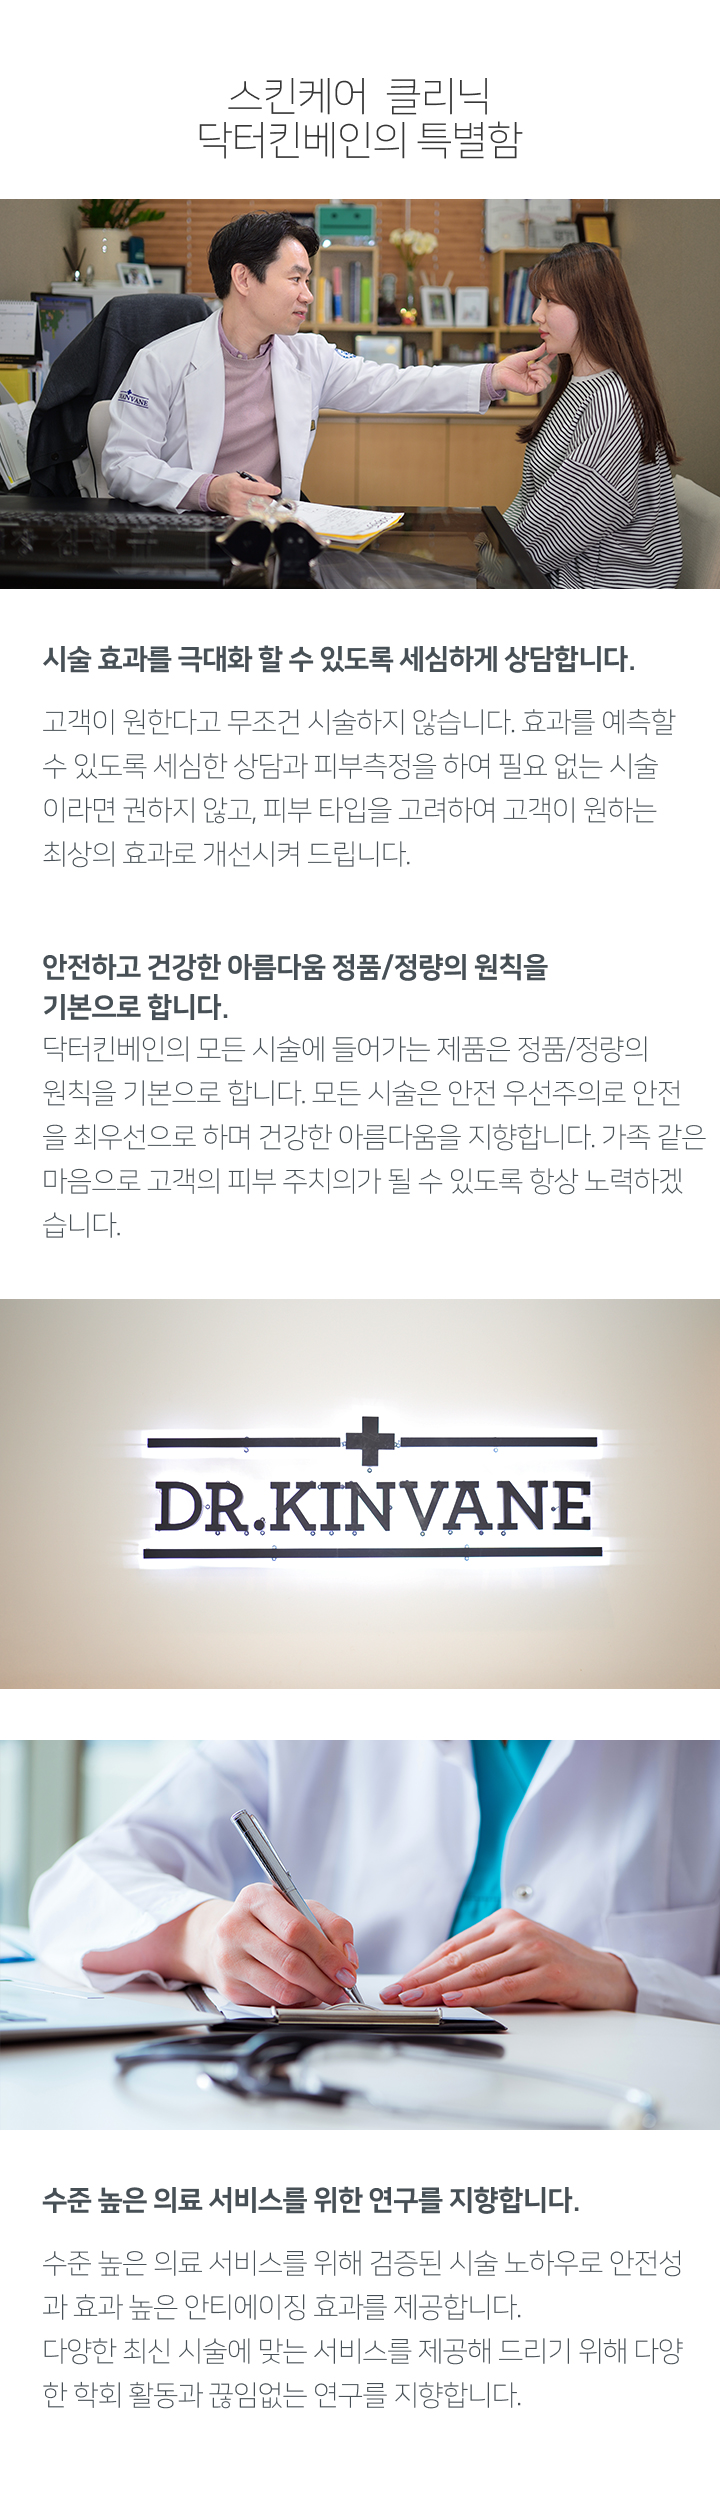 스킨케어 클리닉
닥터킨베인의 특별함
시술 효과를 극대화 할 수 있도록 세심하게 상담합니다.
고객이 원한다고 무조건 시술하지 않습니다. 효과를 예측할
수 있도록 세심한 상담과 피부측정을 하여 필요 없는 시술
이라면 권하지 않고, 피부 타입을 고려하여 고객이 원하는
최상의 효과로 개선시켜 드립니다.
안전하고 건강한 아름다움 정품/정량의 원칙을
기본으로 합니다.
닥터킨베인의 모든 시술에 들어가는 제품은 정품/정량의
원칙을 기본으로 합니다. 모든 시술은 안전 우선주의로 안전
을 최우선으로 하며 건강한 아름다움을 지향합니다. 가족 같은
마음으로 고객의 피부 주치의가 될 수 있도록 항상 노력하겠
습니다.
DR.KINVANE
수준 높은 의료 서비스를 위한 연구를 지향합니다.
수준 높은 의료 서비스를 위해 검증된 시술 노하우로 안전성
과 효과 높은 안티에이징 효과를 제공합니다.
다양한 최신 시술에 맞는 서비스를 제공해 드리기 위해 다양
한 학회 활동과 끊임없는 연구를 지향합니다.